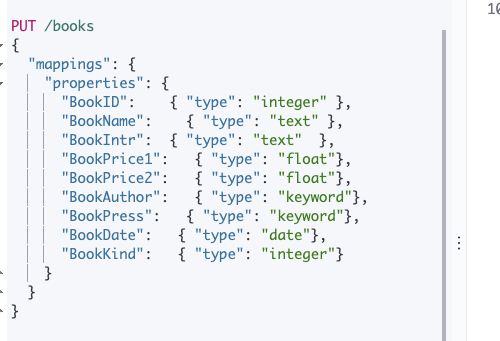 10
PUT /books
{
"mappings": {
"properties": {
"BookID": { "type": "integer" },
"BookName": { "type": "text" },
"BookIntr": { "type": "text" },
"BookPrice1": { "type": "float"},
"BookPrice2": { "type": "float"},
"BookAuthor": { "type": "keyword"},
"BookPress": { "type": "keyword"},
"BookDate": { "type": "date"},
"BookKind": { "type": "integer"}
}
}
}